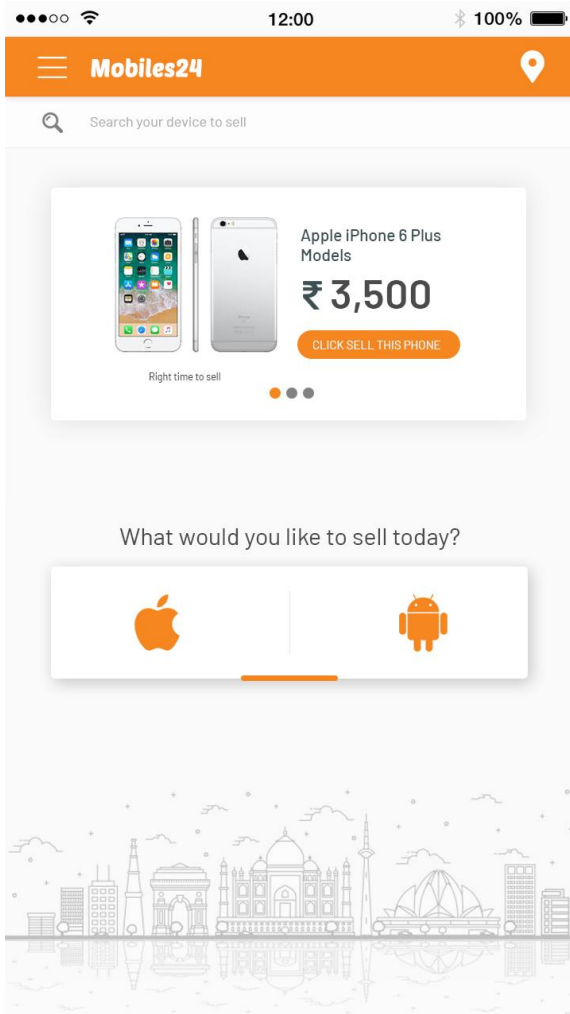 12:00
100%
Mobiles24
Search your device to sell
Apple iPhone 6 Plus
Models
₹ 3,500
CLICK SELL THIS PHONE
Right time to sell
What would you like to sell today?